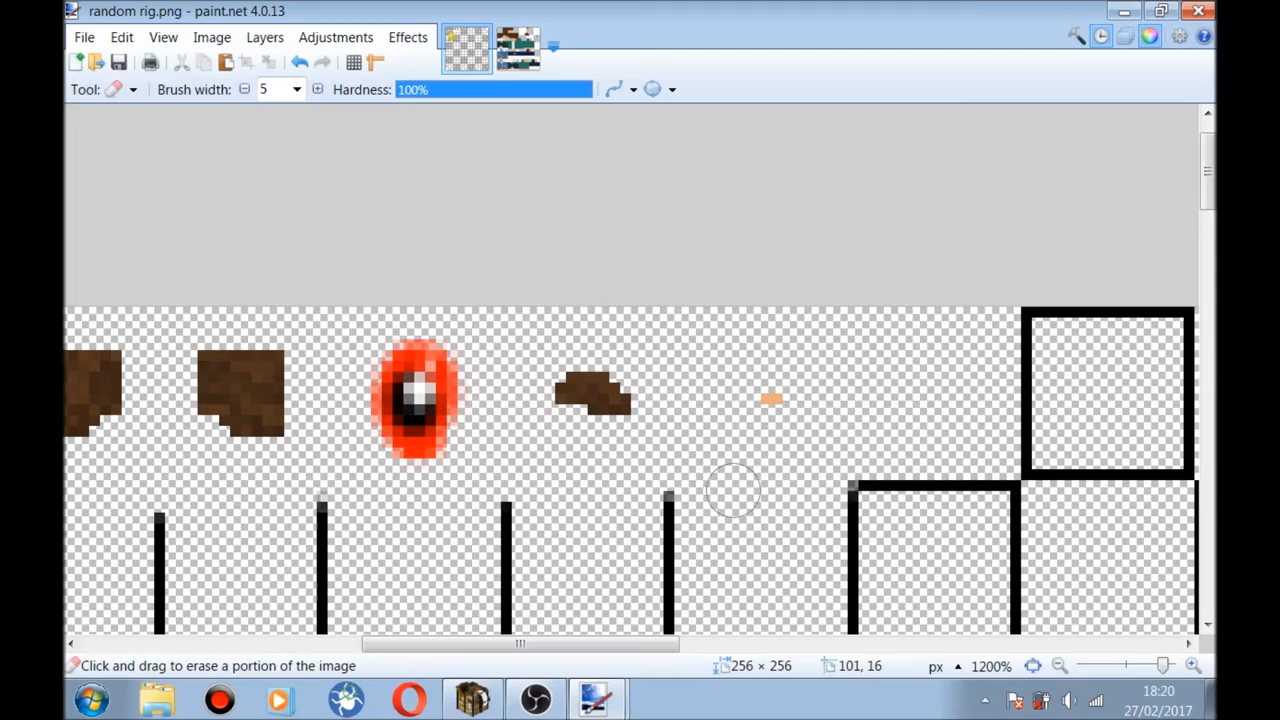 random rig.png - paint.net 4.0.13
File Edit View Image Layers Adjustments Effects
Tool: Brush width: 5 Hardness: 100%
Click and drag to erase a portion of the image 256 × 256 101, 16 px 1200%
18:20
27/02/2017